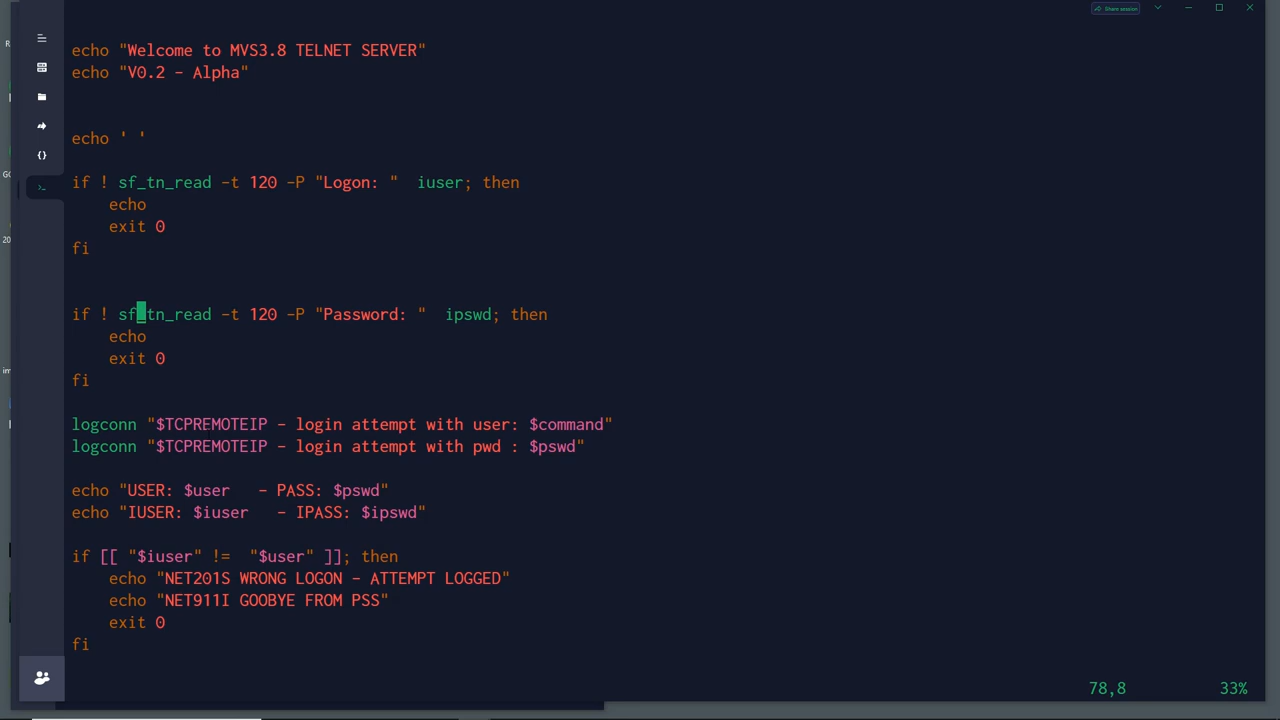 Share session
echo "Welcome to MVS3.8 TELNET SERVER"
echo "V0.2 - Alpha"
echo ' '
if ! sf_tn_read -t 120 -P "Logon: "  iuser; then
    echo
    exit 0
fi
if ! sf_tn_read -t 120 -P "Password: "  ipswd; then
    echo
    exit 0
fi
logconn "$TCPREMOTEIP - login attempt with user: $command"
logconn "$TCPREMOTEIP - login attempt with pwd : $pswd"
echo "USER: $user   - PASS: $pswd"
echo "IUSER: $iuser   - IPASS: $ipswd"
if [[ "$iuser" !=  "$user" ]]; then
    echo "NET201S WRONG LOGON - ATTEMPT LOGGED"
    echo "NET911I GOOBYE FROM PSS"
    exit 0
fi
78,8 33%